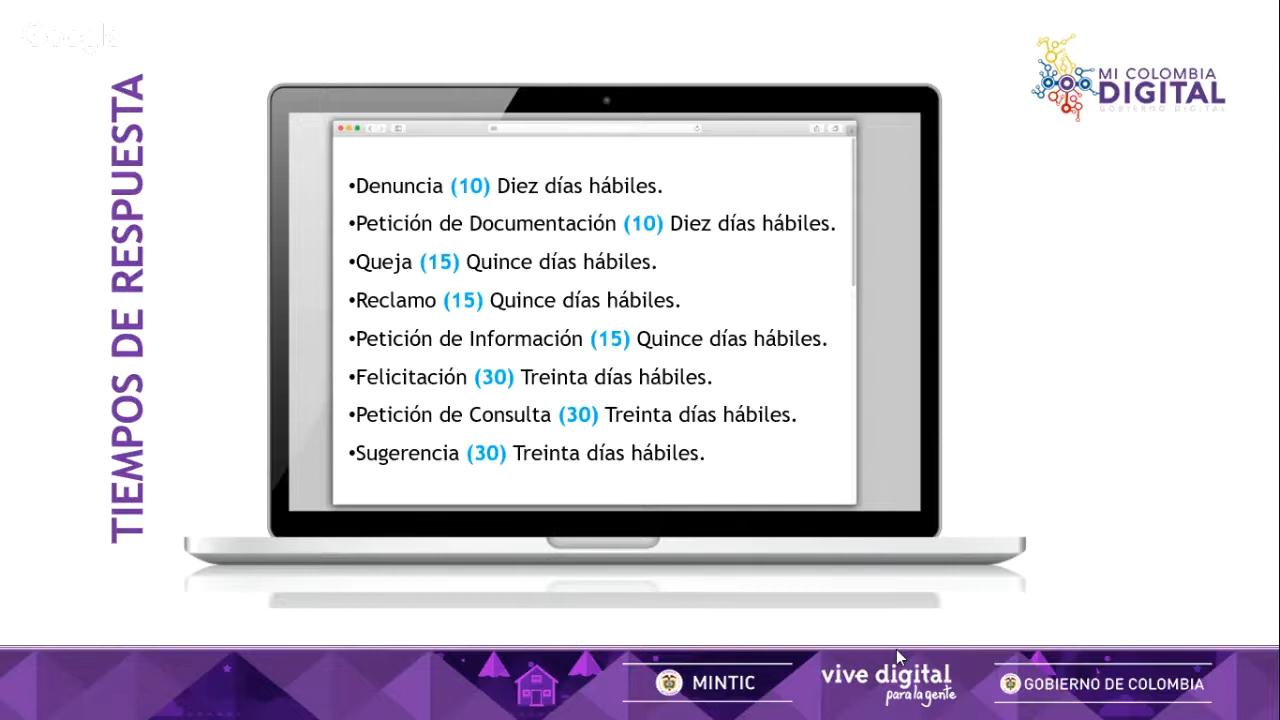 Google
TIEMPOS DE RESPUESTA
MI COLOMBIA
DIGITAL
GOBIERNO DIGITAL
•Denuncia (10) Diez días hábiles.
•Petición de Documentación (10) Diez días hábiles.
•Queja (15) Quince días hábiles.
•Reclamo (15) Quince días hábiles.
•Petición de Información (15) Quince días hábiles.
•Felicitación (30) Treinta días hábiles.
•Petición de Consulta (30) Treinta días hábiles.
•Sugerencia (30) Treinta días hábiles.
MINTIC
vive digital
para la gente
GOBIERNO DE COLOMBIA